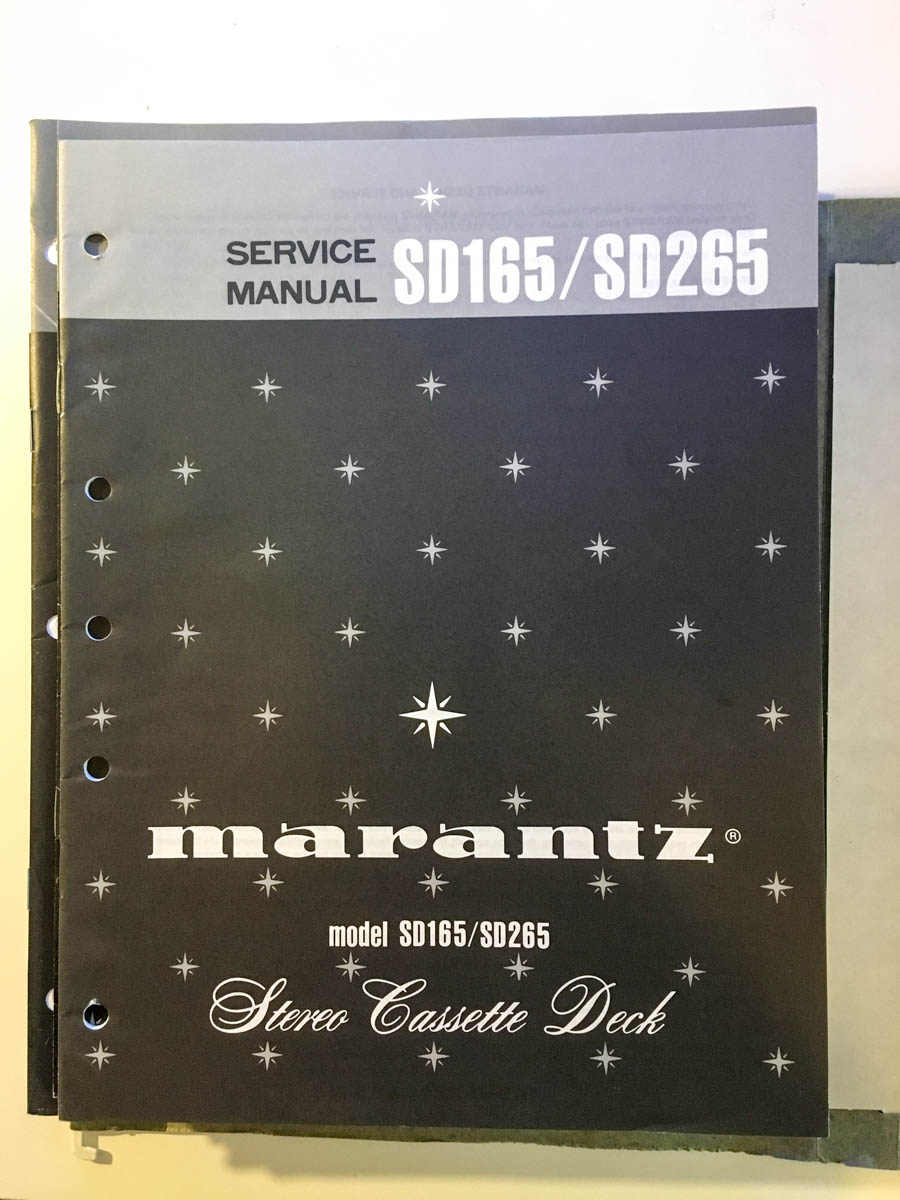 SERVICE
MANUAL SD165/SD265
marantz®
model SD165/SD265
Stereo Cassette Deck